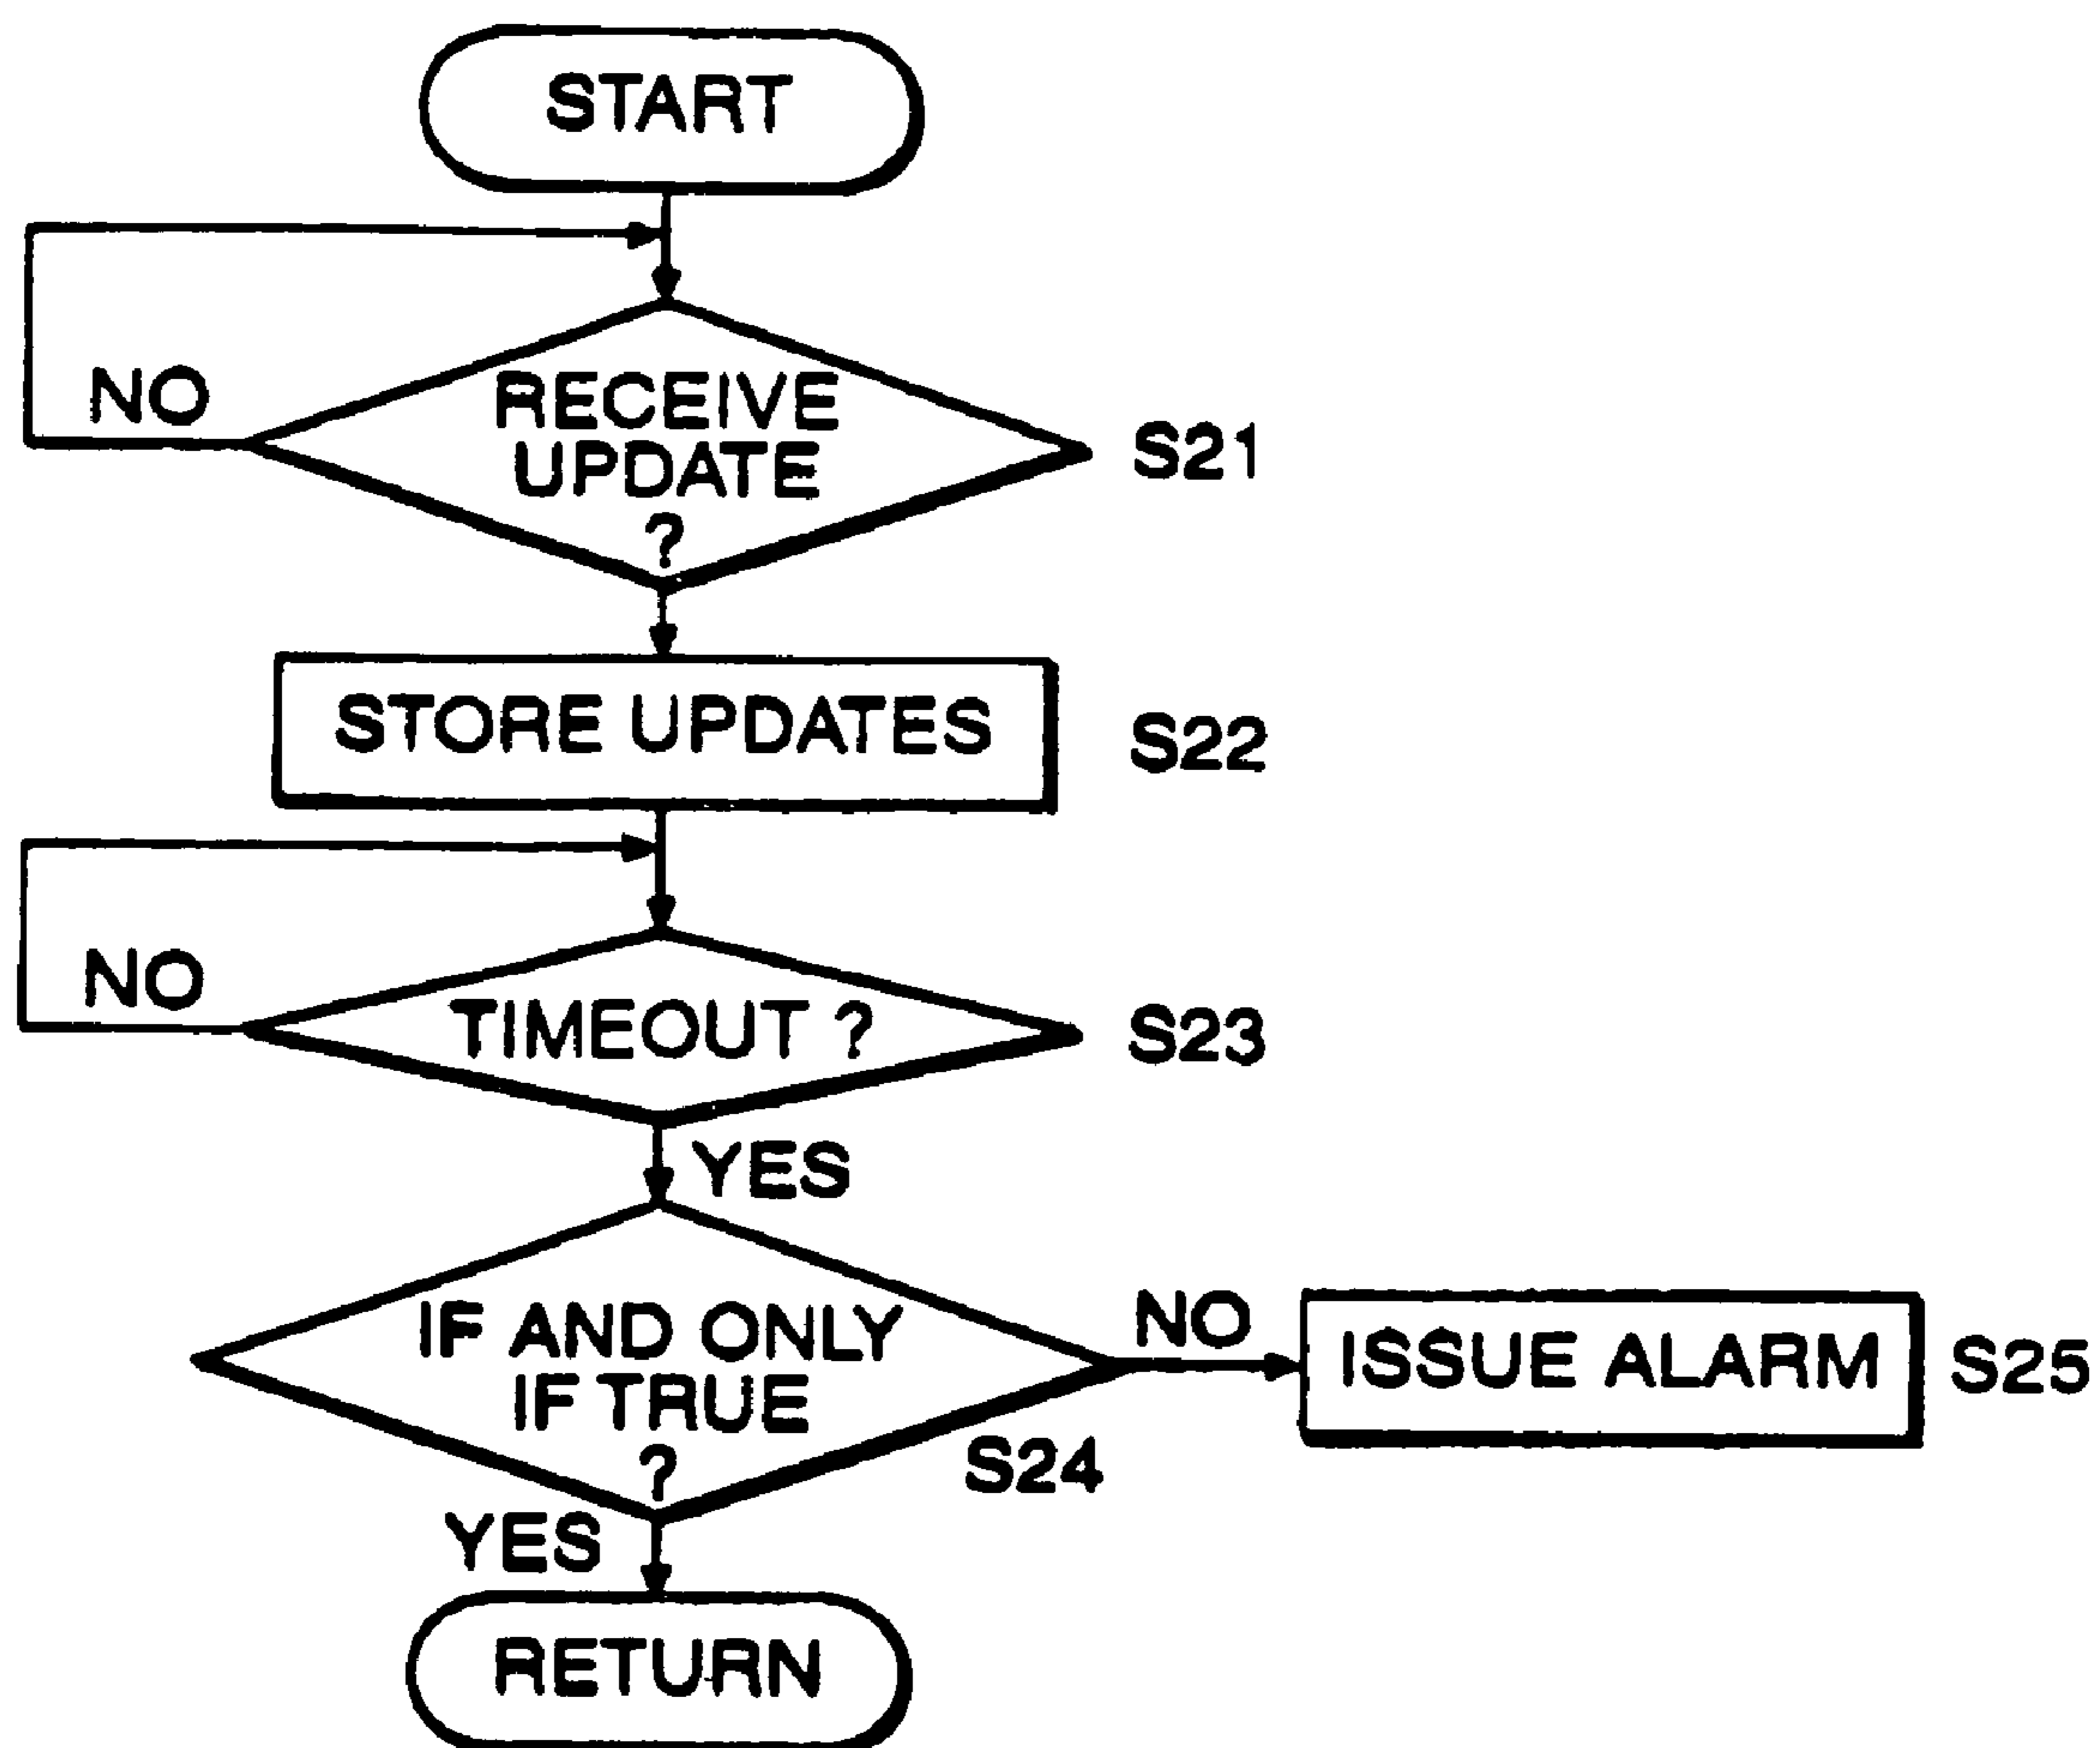 START
NO
RECEIVE
UPDATE
?
S21
STORE UPDATES
S22
NO
TIMEOUT ?
S23
YES
IF AND ONLY
IF TRUE
?
S24
NO
ISSUE ALARM
S25
YES
RETURN